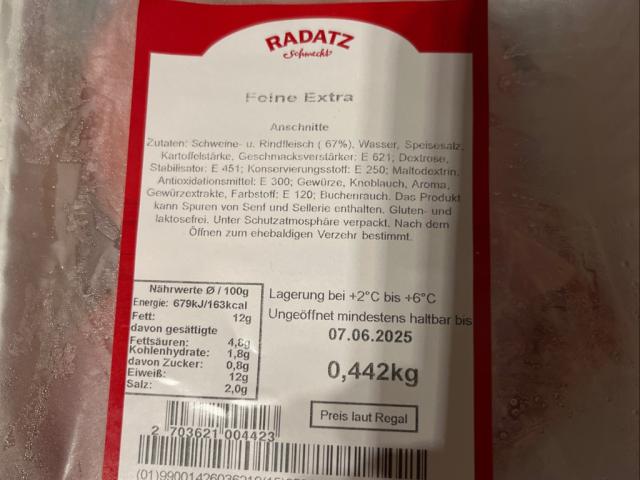 RADATZ
Schmeckt
Feine Extra
Anschnitte
Zutaten: Schweine- u. Rindfleisch ( 67%), Wasser, Speisesalz,
Kartoffelstärke, Geschmacksverstärker: E 621; Dextrose,
Stabilisator: E 451; Konservierungsstoff: E 250; Maltodextrin,
Antioxidationsmittel: E 300; Gewürze, Knoblauch, Aroma,
Gewürzextrakte, Farbstoff: E 120; Buchenrauch. Das Produkt
kann Spuren von Senf und Sellerie enthalten. Gluten- und
laktosefrei. Unter Schutzatmosphäre verpackt. Nach dem
Öffnen zum ehebaldigen Verzehr bestimmt.
Nährwerte Ø / 100g
Energie: 679kJ/163kcal
Fett: 12g
davon gesättigte
Fettsäuren: 4,8g
Kohlenhydrate: 1,8g
davon Zucker: 0,8g
Eiweiß: 12g
Salz: 2,0g
Lagerung bei +2°C bis +6°C
Ungeöffnet mindestens haltbar bis
07.06.2025
0,442kg
Preis laut Regal
2 703621 004423